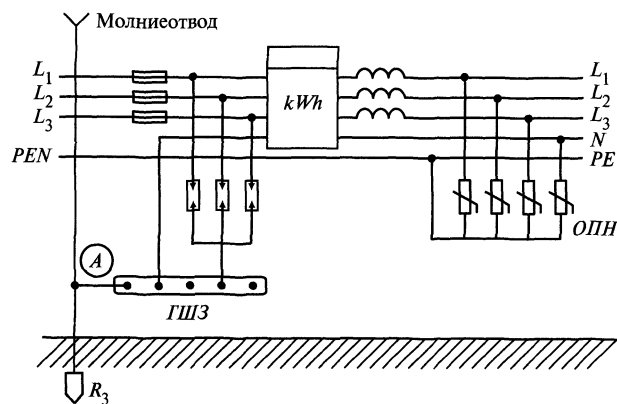 Молниеотвод
L1
L2
L3
PEN
kWh
L1
L2
L3
N
PE
ОПН
A
ГШЗ
R3